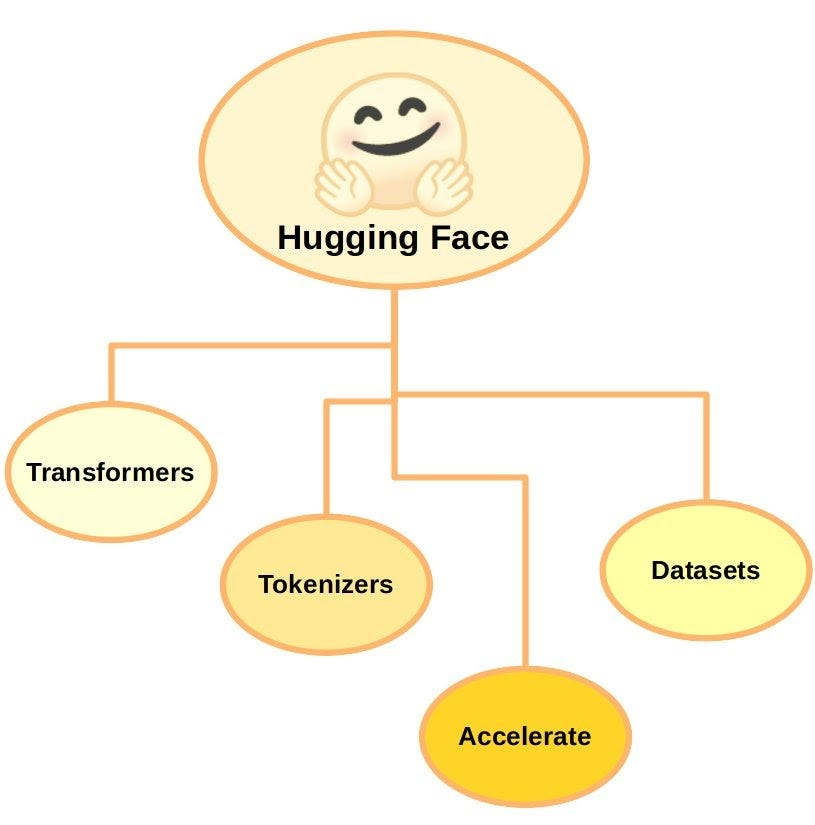 Hugging Face
Transformers
Tokenizers
Datasets
Accelerate